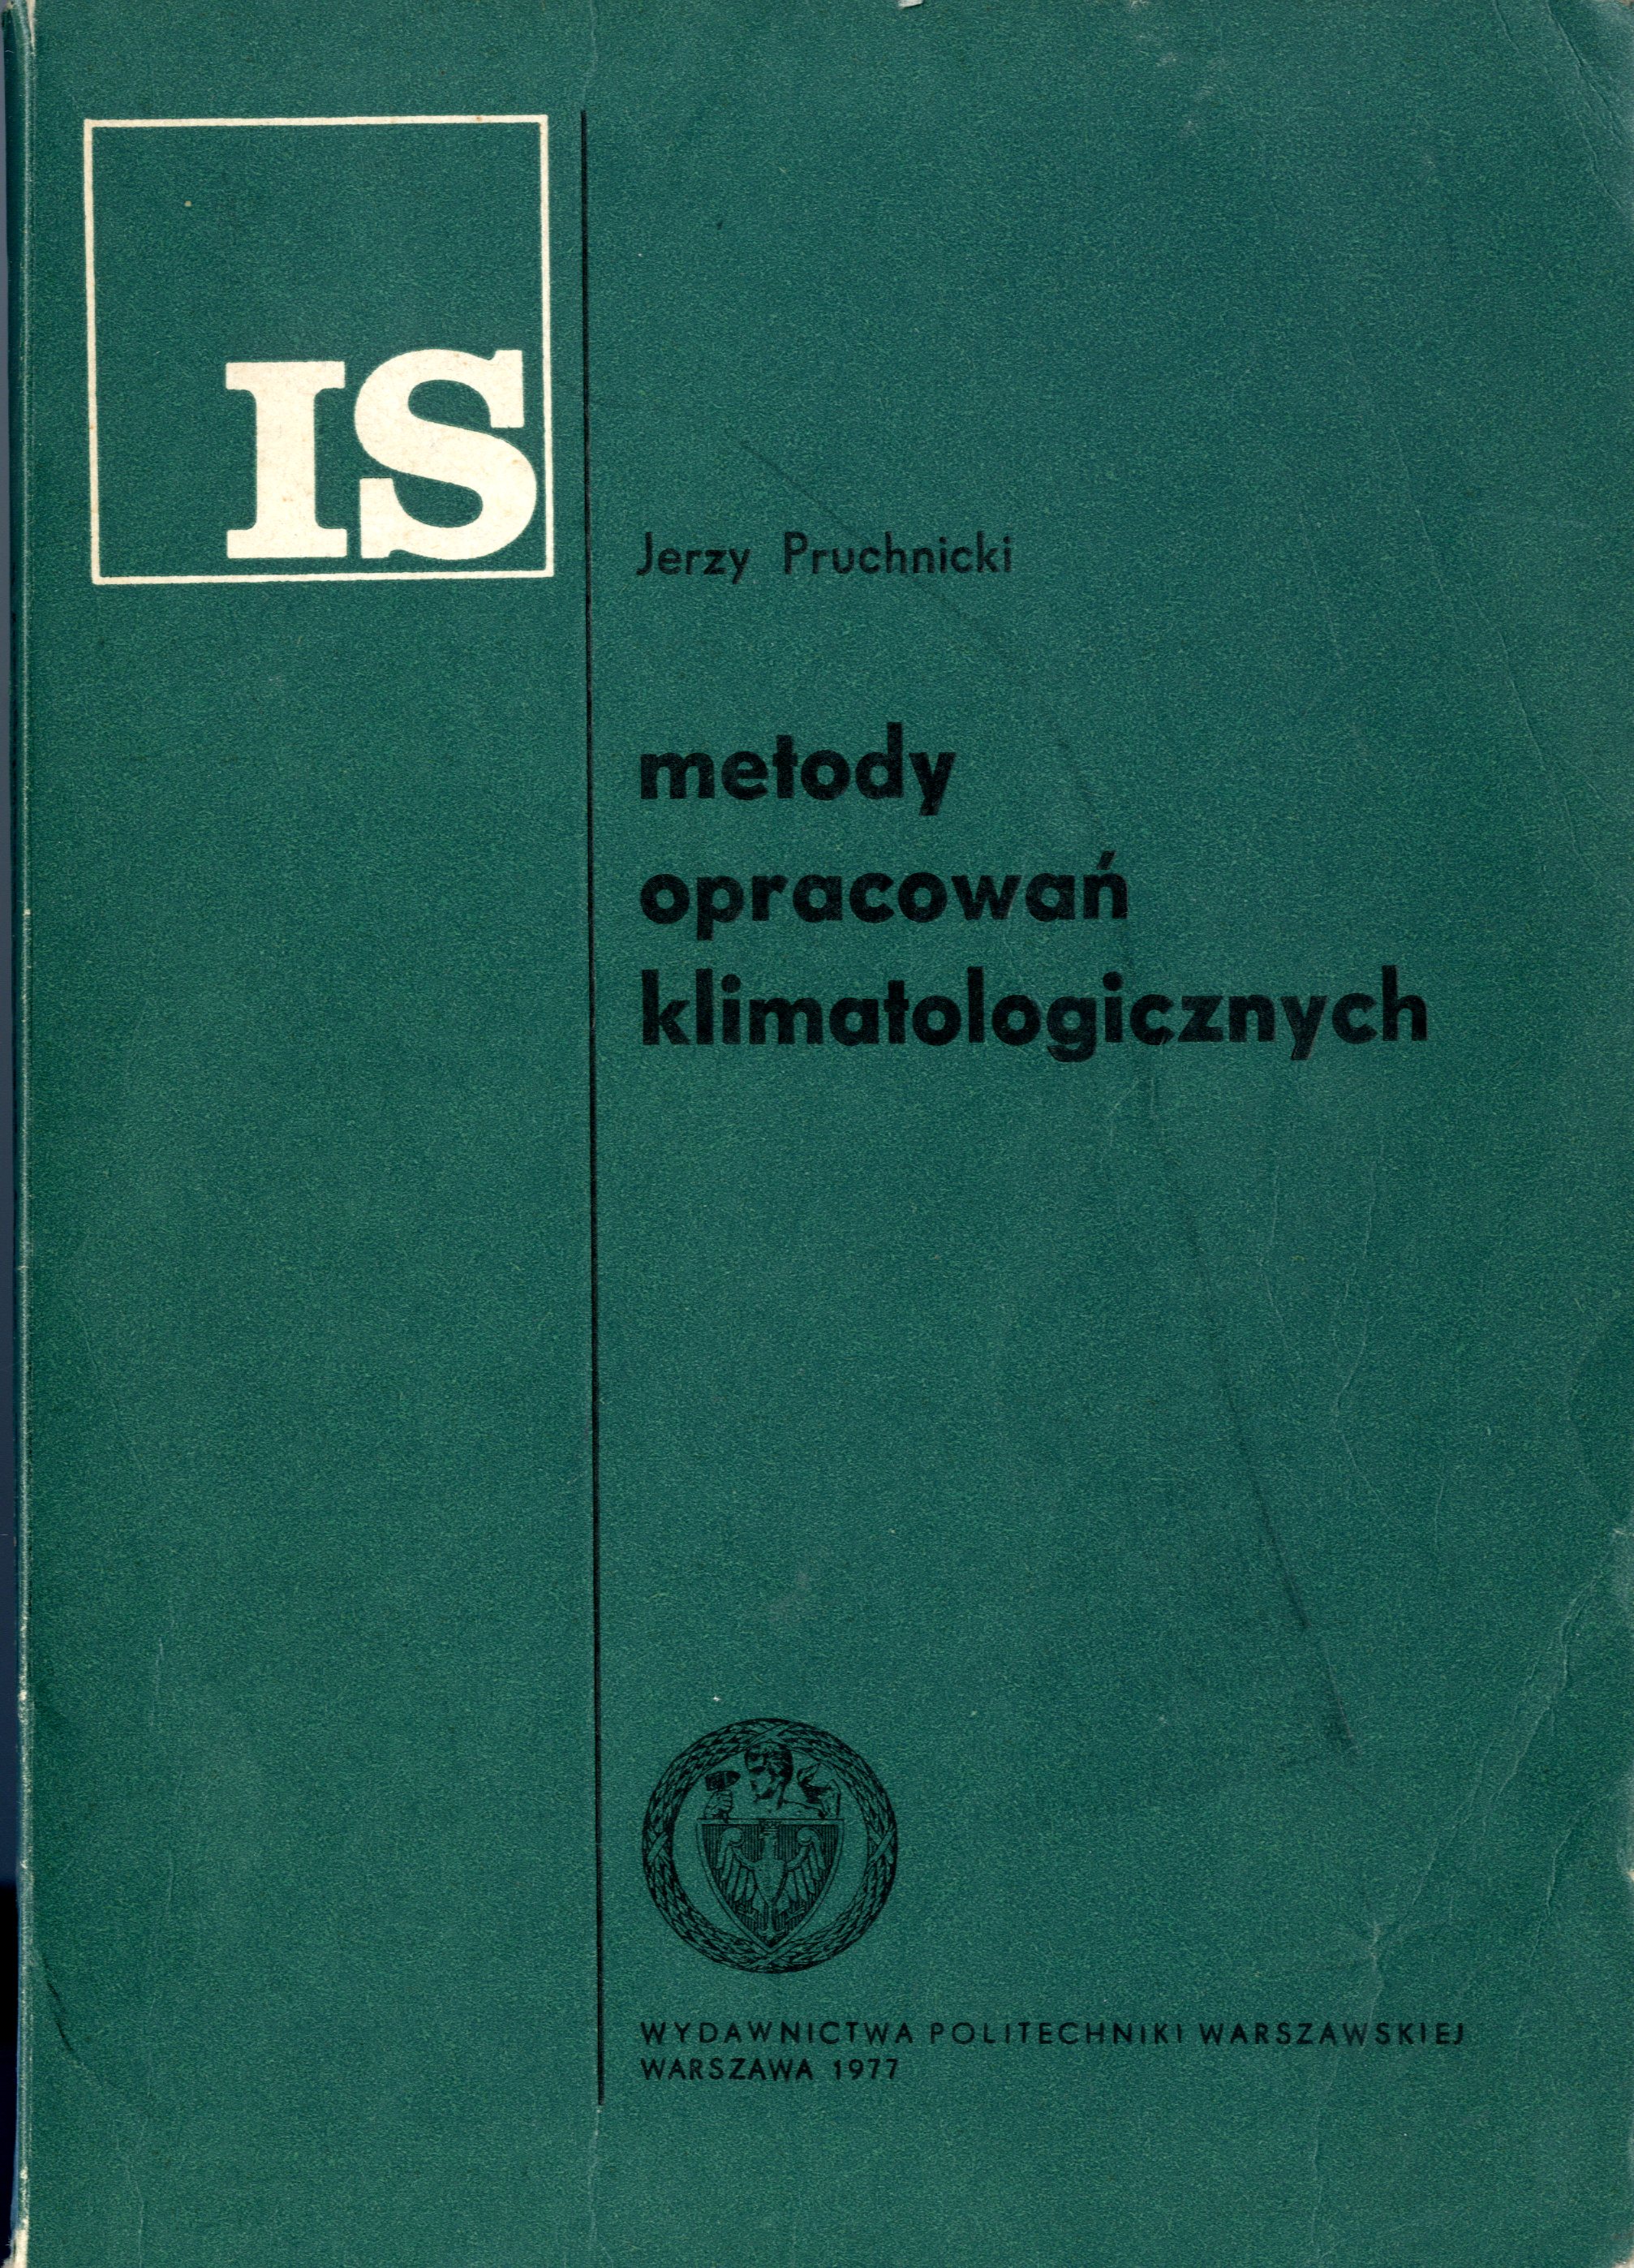 IS
Jerzy Pruchnicki
metody
opracowań
klimatologicznych
WYDAWNICTWA POLITECHNIKI WARSZAWSKIEJ
WARSZAWA 1977